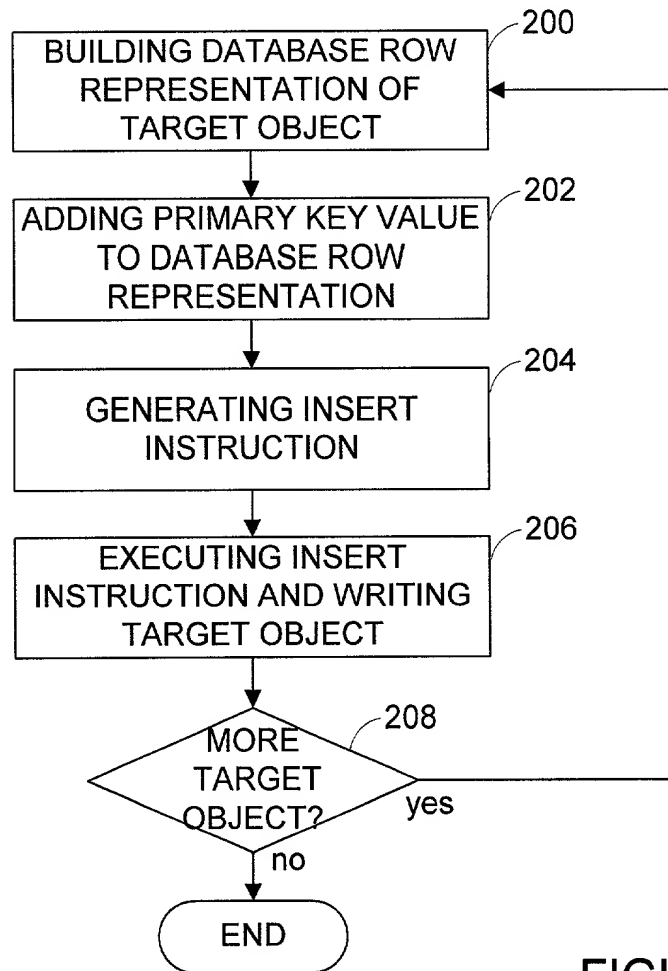 200
BUILDING DATABASE ROW
REPRESENTATION OF
TARGET OBJECT
202
ADDING PRIMARY KEY VALUE
TO DATABASE ROW
REPRESENTATION
204
GENERATING INSERT
INSTRUCTION
206
EXECUTING INSERT
INSTRUCTION AND WRITING
TARGET OBJECT
208
MORE
TARGET
OBJECT?
yes
no
END